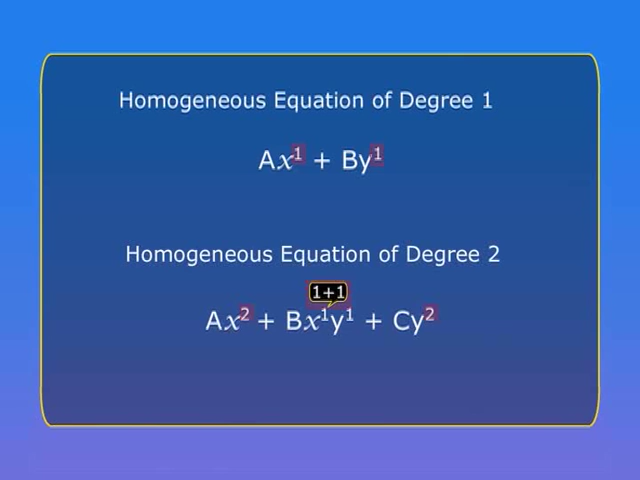 Homogeneous Equation of Degree 1
Ax¹ + By¹
Homogeneous Equation of Degree 2
1+1
Ax² + Bx¹y¹ + Cy²